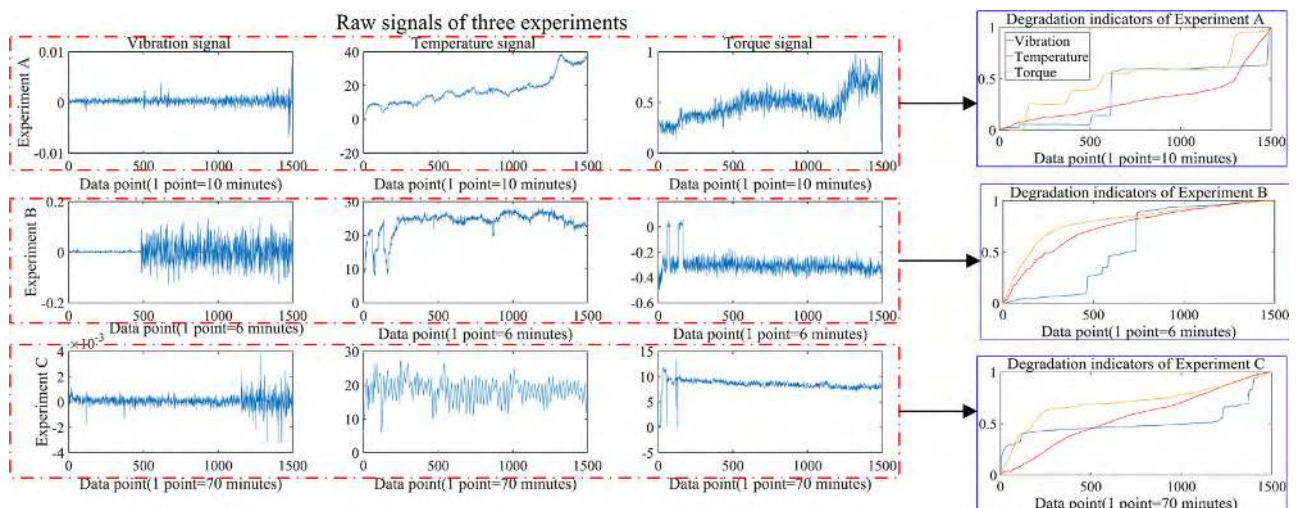 Raw signals of three experiments
Vibration signal
Temperature signal
Torque signal
Experiment A
0.01
0
-0.01
0 500 1000 1500
Data point(1 point=10 minutes)
40
20
0
-20
0 500 1000 1500
Data point(1 point=10 minutes)
1
0.5
0
0 500 1000 1500
Data point(1 point=10 minutes)
Degradation indicators of Experiment A
Vibration
Temperature
Torque
1
0.5
0
0 500 1000 1500
Data point(1 point=10 minutes)
Experiment B
0.2
0
-0.2
0 500 1000 1500
Data point(1 point=6 minutes)
30
20
10
0
0 500 1000 1500
Data point(1 point=6 minutes)
0
-0.2
-0.4
-0.6
0 500 1000 1500
Data point(1 point=6 minutes)
Degradation indicators of Experiment B
1
0.5
0
0 500 1000 1500
Data point(1 point=6 minutes)
Experiment C
×10⁻³
4
2
0
-2
-4
0 500 1000 1500
Data point(1 point=70 minutes)
30
20
10
0
0 500 1000 1500
Data point(1 point=70 minutes)
15
10
5
0
-5
0 500 1000 1500
Data point(1 point=70 minutes)
Degradation indicators of Experiment C
1
0.5
0
0 500 1000 1500
Data point(1 point=70 minutes)